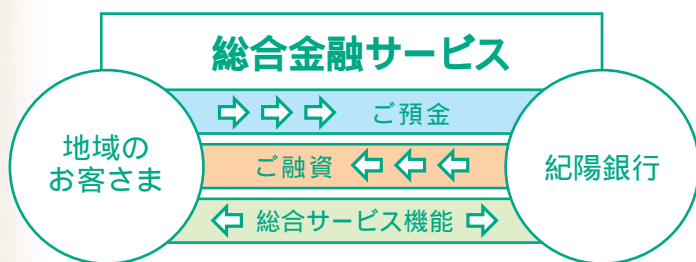 総合金融サービス
ご預金
地域の
お客さま
ご融資
紀陽銀行
総合サービス機能